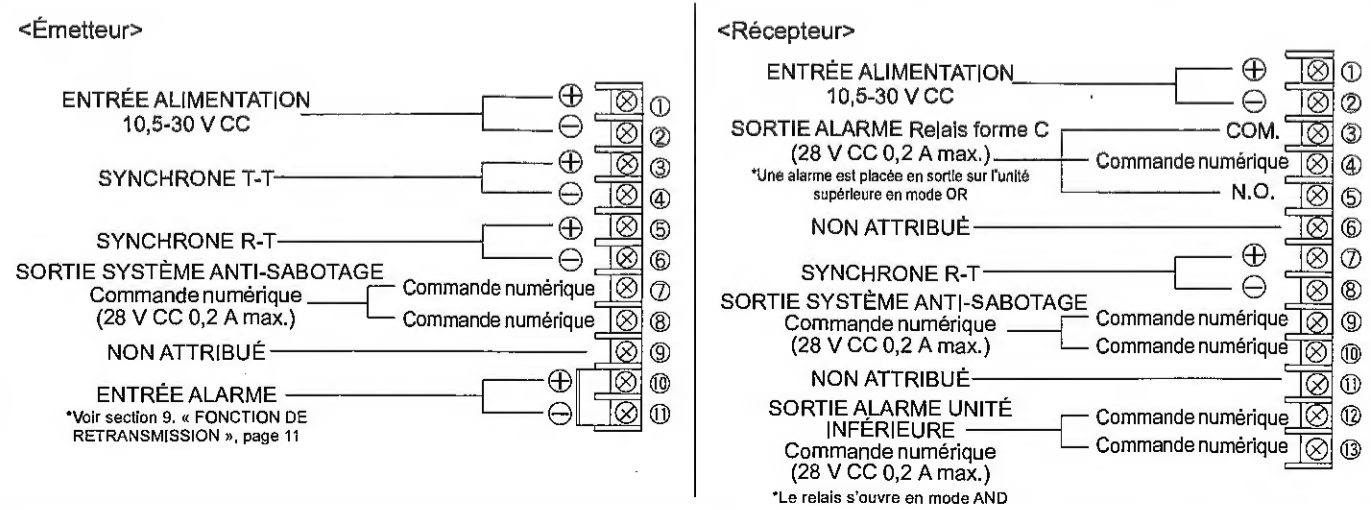 <Émetteur>
ENTRÉE ALIMENTATION
10,5-30 V CC
⊕ ①
⊖ ②
SYNCHRONE T-T
⊕ ③
⊖ ④
SYNCHRONE R-T
⊕ ⑤
⊖ ⑥
SORTIE SYSTÈME ANTI-SABOTAGE
Commande numérique
(28 V CC 0,2 A max.)
Commande numérique ⑦
Commande numérique ⑧
NON ATTRIBUÉ ⑨
ENTRÉE ALARME
⊕ ⑩
⊖ ⑪
*Voir section 9. « FONCTION DE
RETRANSMISSION », page 11
<Récepteur>
ENTRÉE ALIMENTATION
10,5-30 V CC
⊕ ①
⊖ ②
SORTIE ALARME Relais forme C
(28 V CC 0,2 A max.)
*Une alarme est placée en sortie sur l'unité
supérieure en mode OR
COM. ③
Commande numérique ④
N.O. ⑤
NON ATTRIBUÉ ⑥
SYNCHRONE R-T
⊕ ⑦
⊖ ⑧
SORTIE SYSTÈME ANTI-SABOTAGE
Commande numérique
(28 V CC 0,2 A max.)
Commande numérique ⑨
Commande numérique ⑩
NON ATTRIBUÉ ⑪
SORTIE ALARME UNITÉ
INFÉRIEURE
Commande numérique
(28 V CC 0,2 A max.)
Commande numérique ⑫
Commande numérique ⑬
*Le relais s'ouvre en mode AND